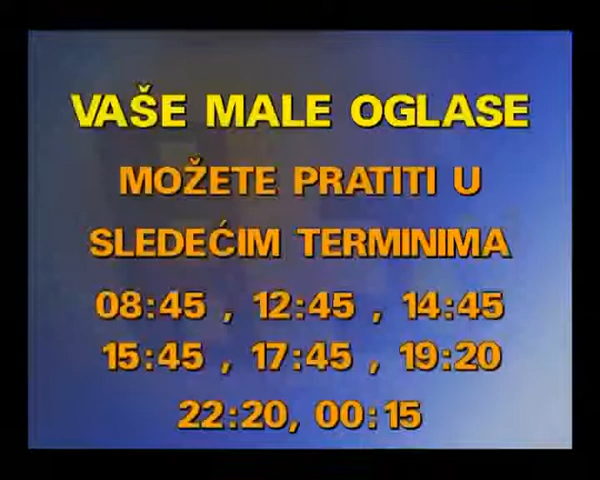 VAŠE MALE OGLASE
MOŽETE PRATITI U
SLEDEĆIM TERMINIMA
08:45 , 12:45 , 14:45
15:45 , 17:45 , 19:20
22:20, 00:15